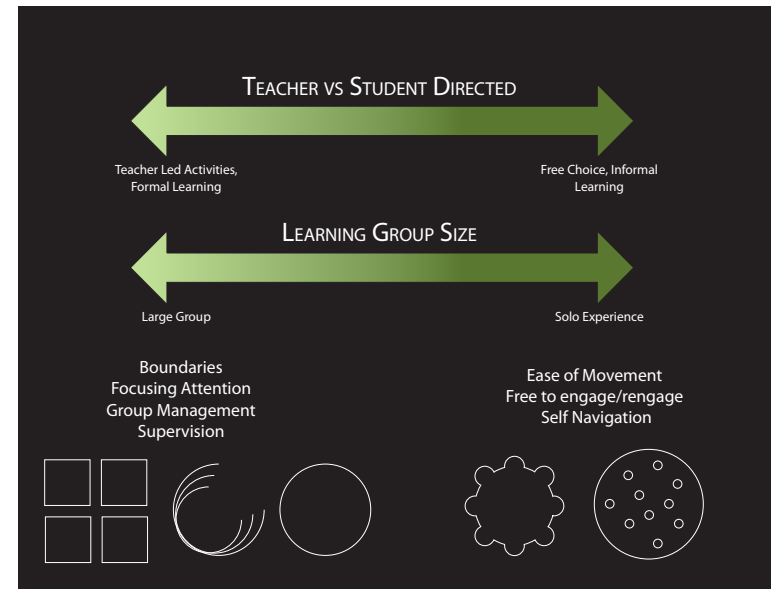 Teacher vs Student Directed
Teacher Led Activities,
Formal Learning
Free Choice, Informal
Learning
Learning Group Size
Large Group
Solo Experience
Boundaries
Focusing Attention
Group Management
Supervision
Ease of Movement
Free to engage/rengage
Self Navigation